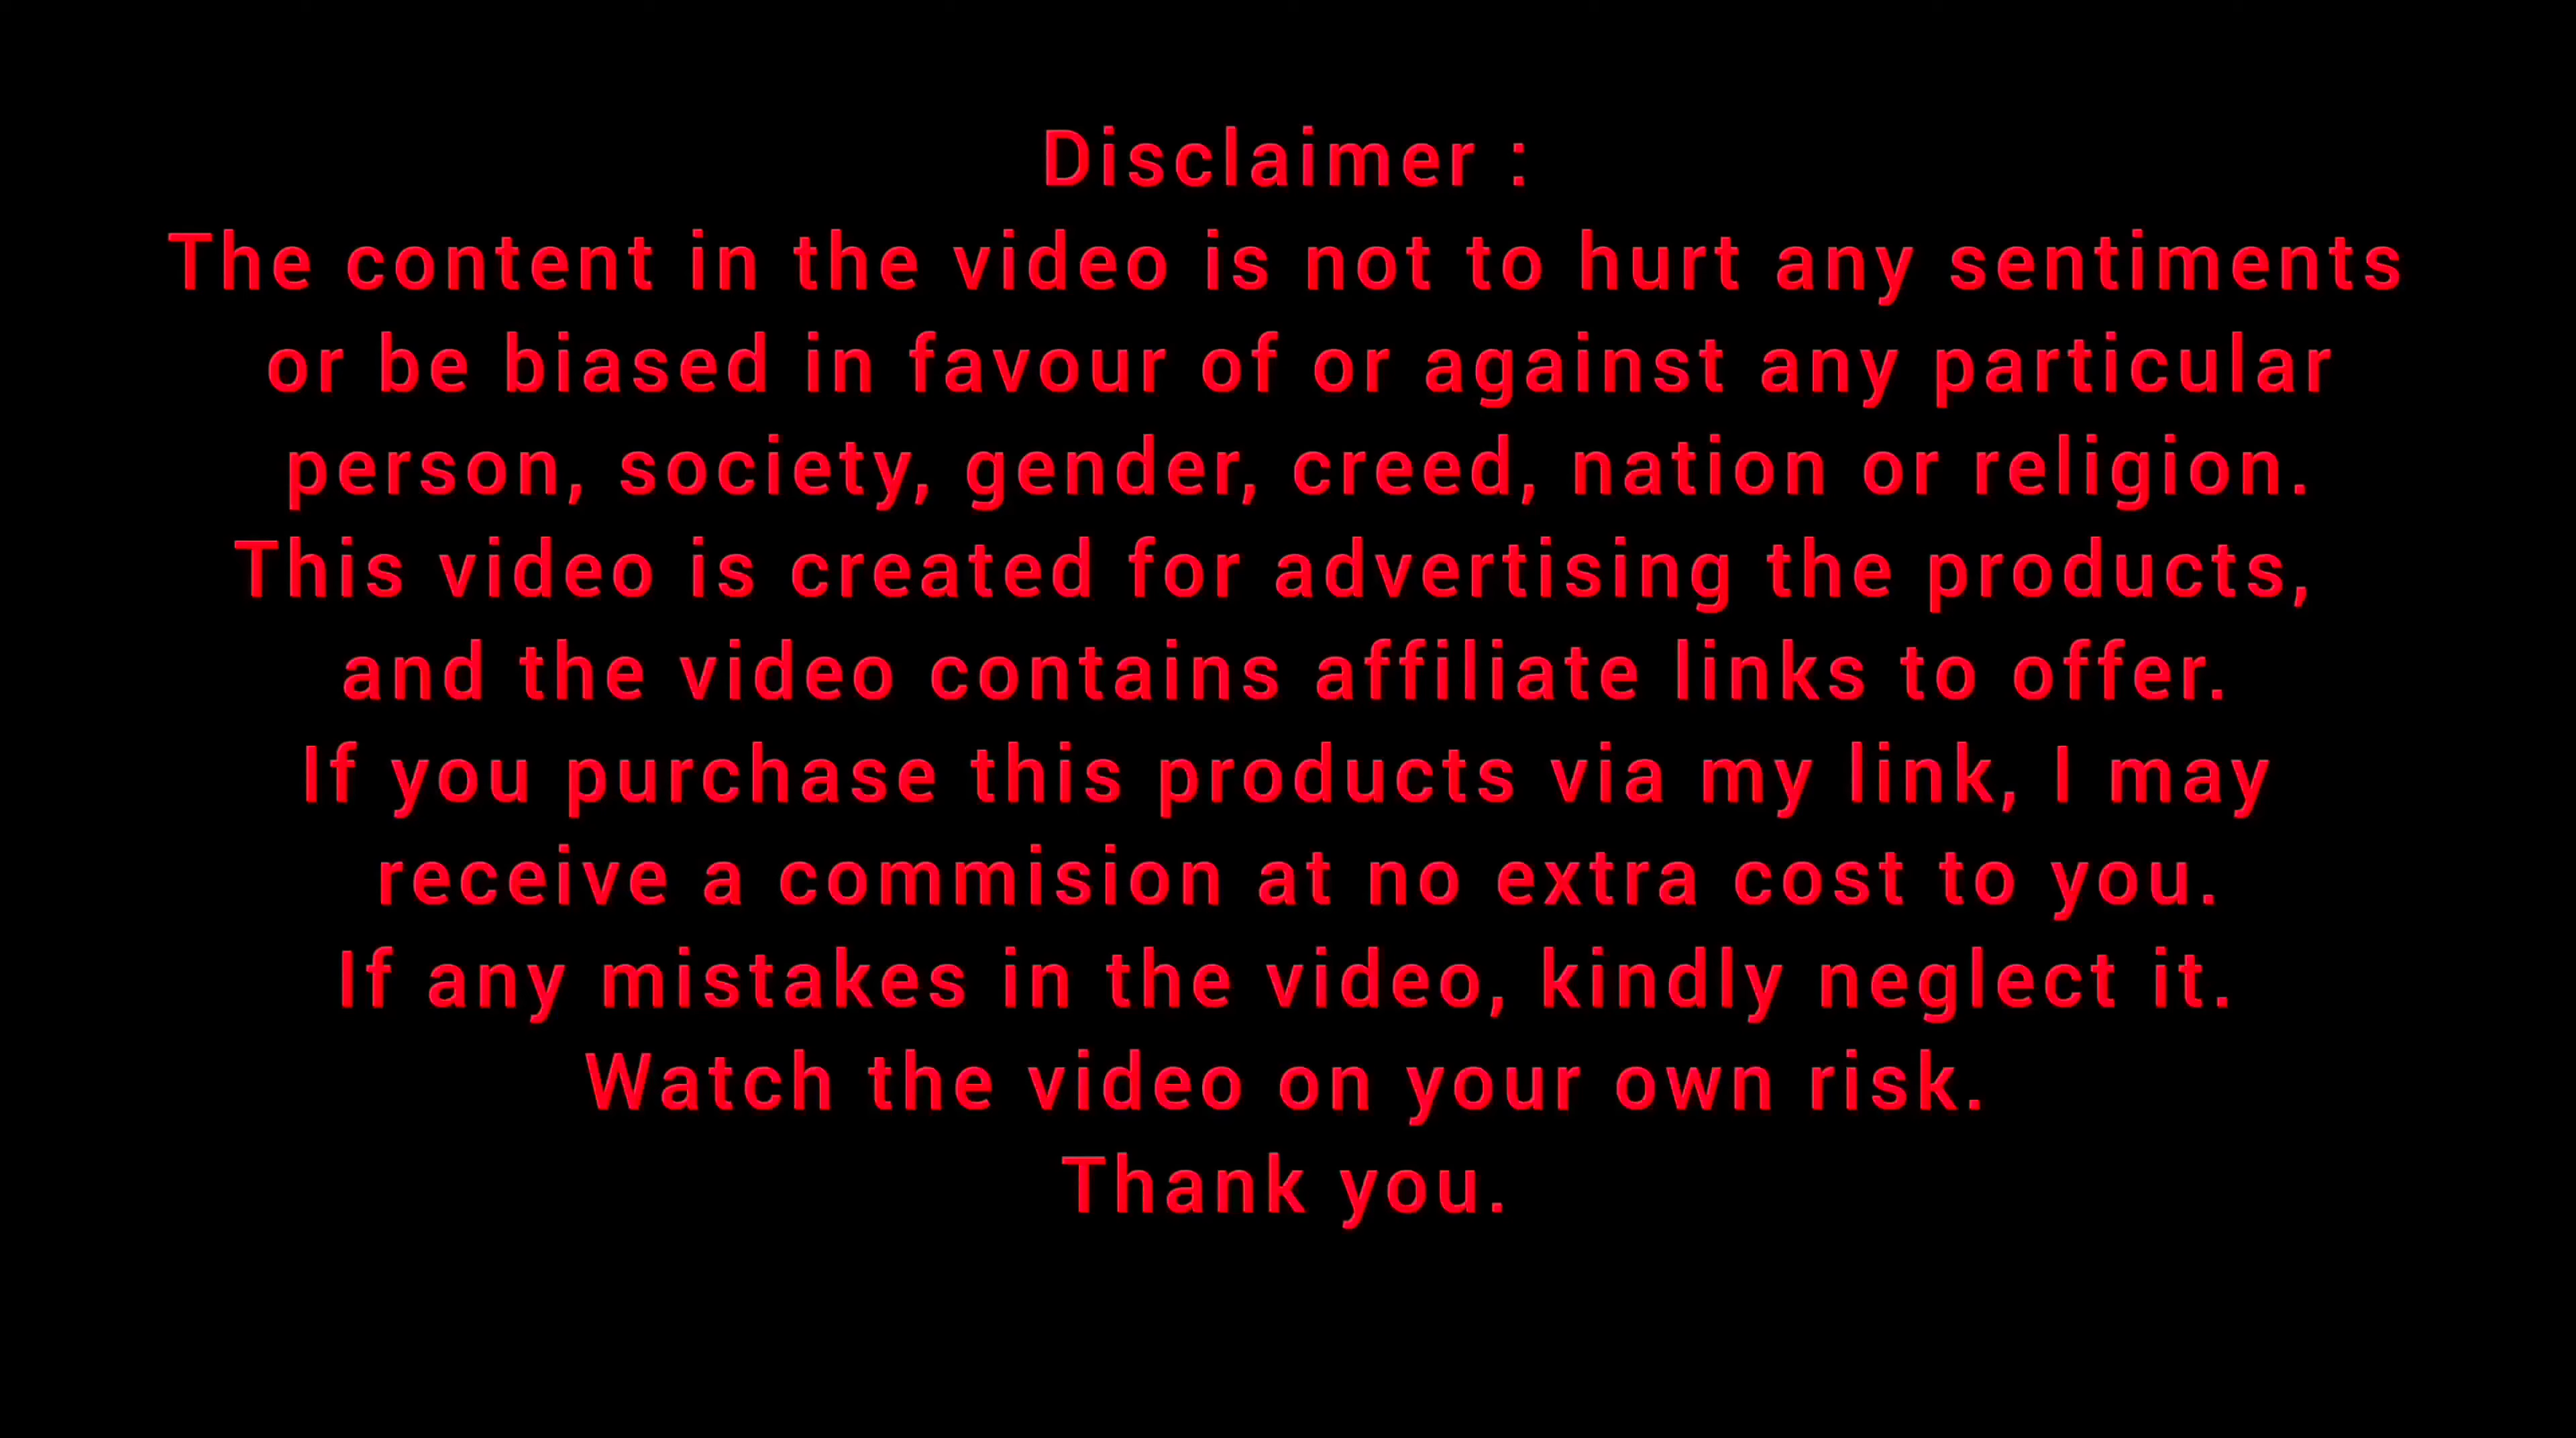 Disclaimer :
The content in the video is not to hurt any sentiments
or be biased in favour of or against any particular
person, society, gender, creed, nation or religion.
This video is created for advertising the products,
and the video contains affiliate links to offer.
If you purchase this products via my link, I may
receive a commision at no extra cost to you.
If any mistakes in the video, kindly neglect it.
Watch the video on your own risk.
Thank you.